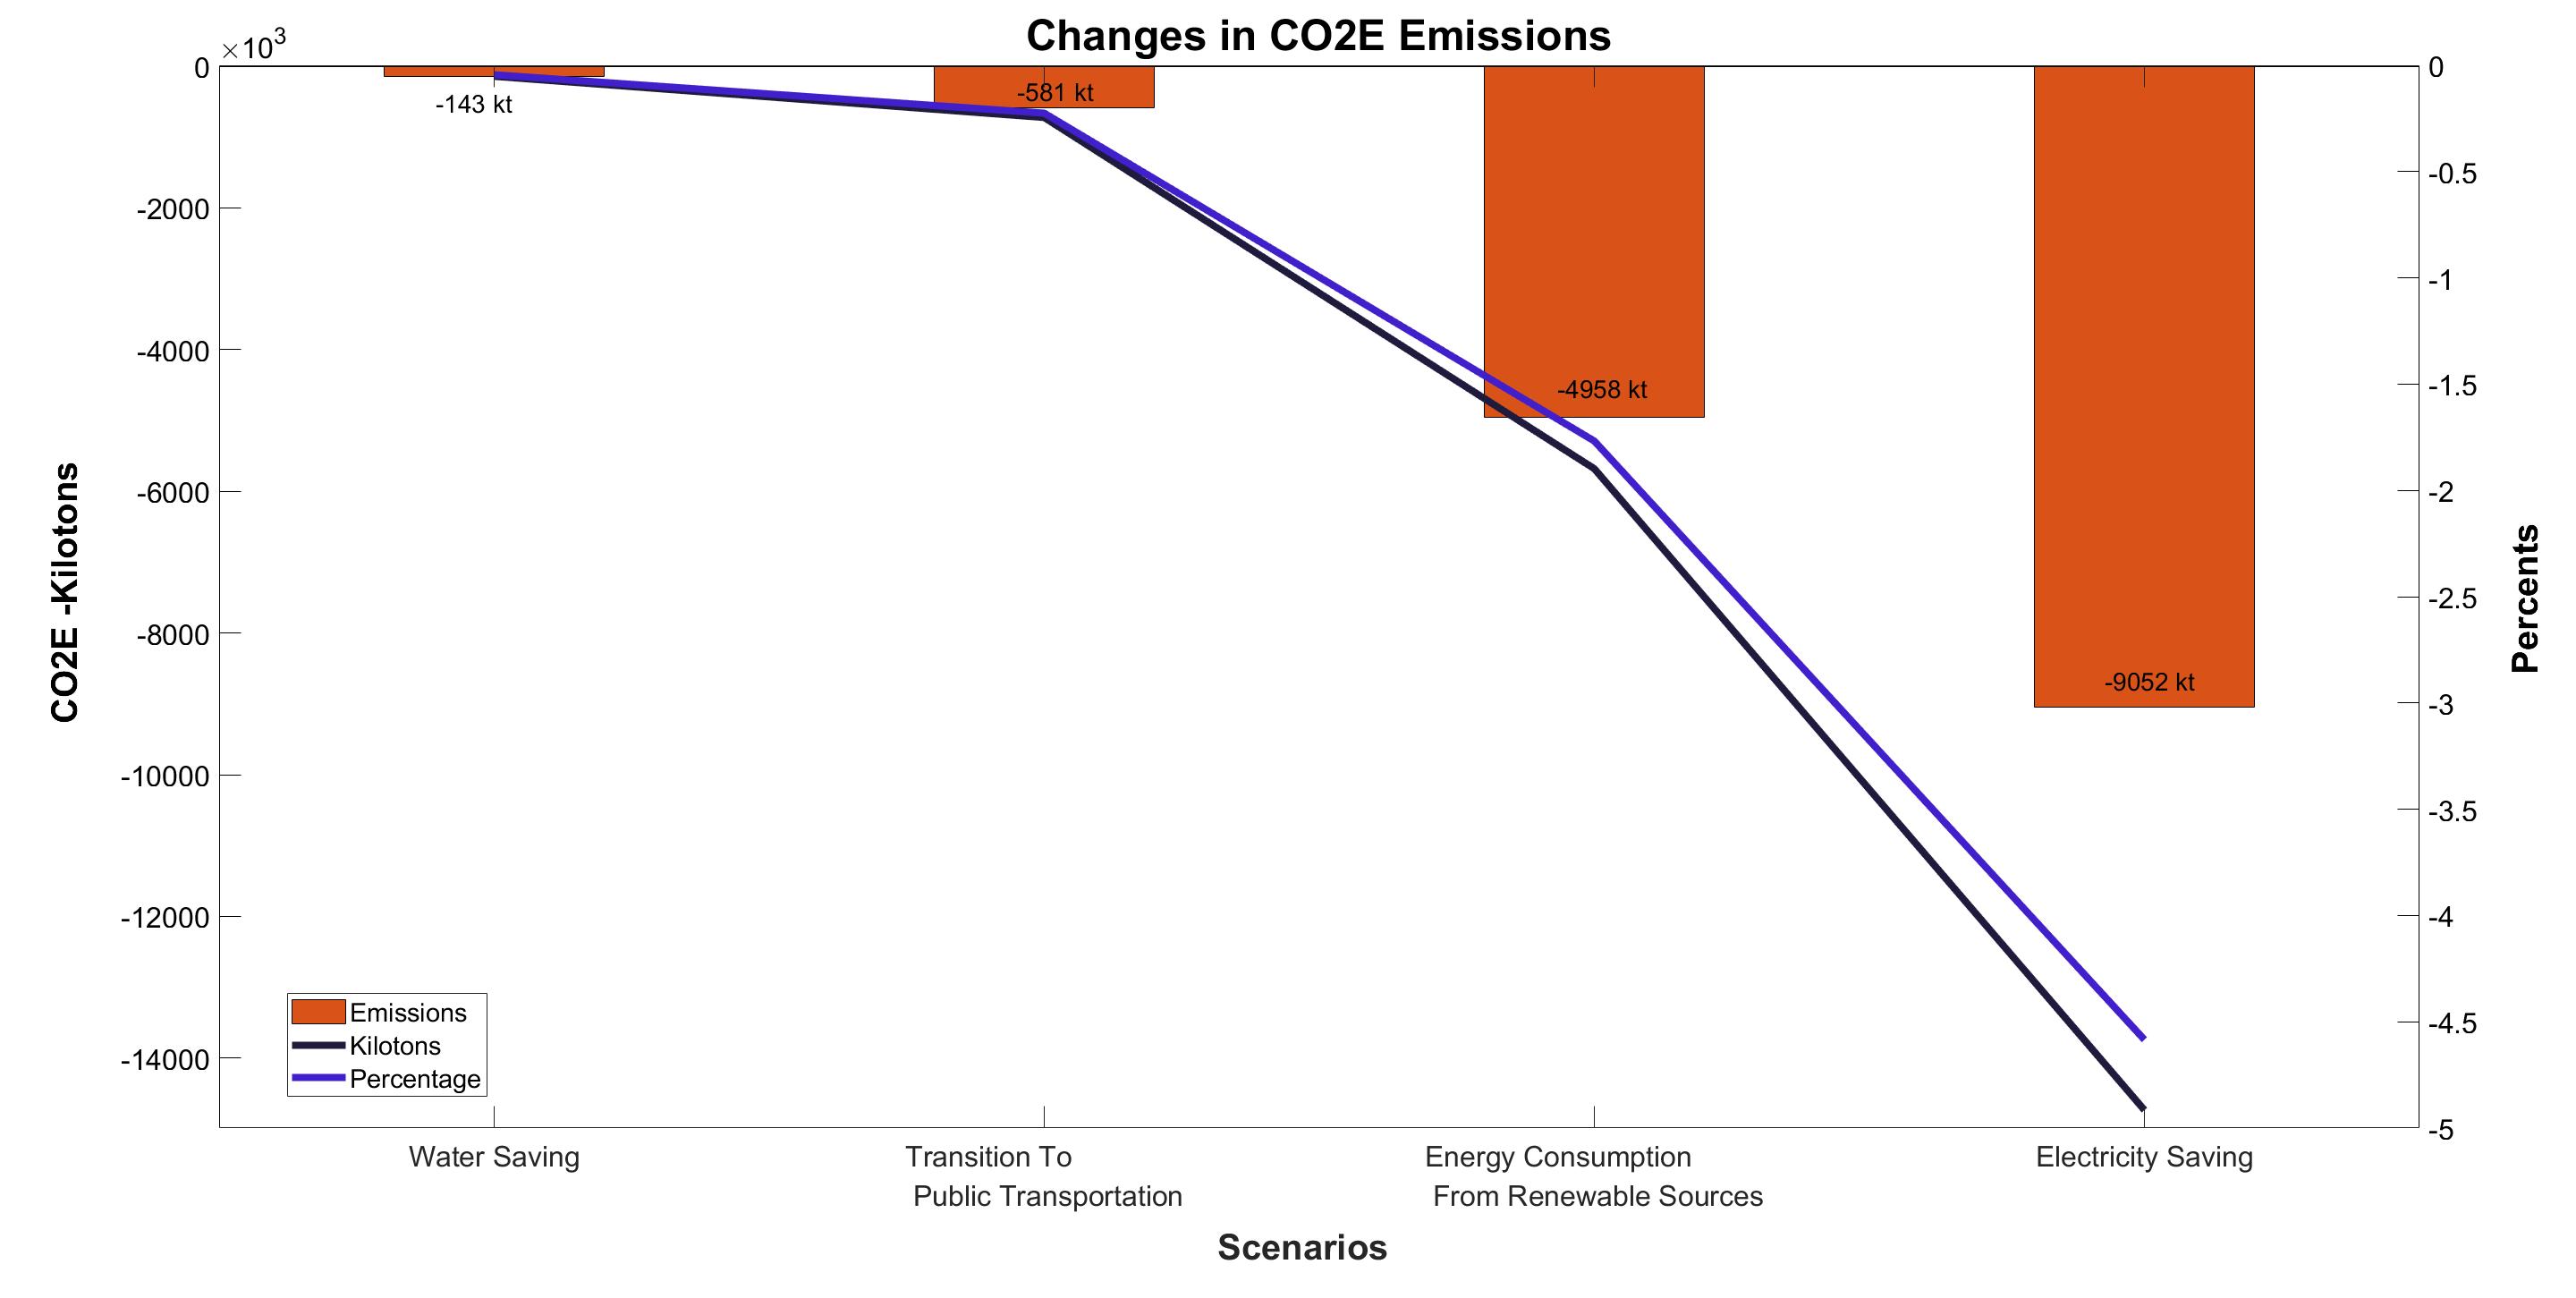 Changes in CO2E Emissions
×10³
0
-2000
-4000
-6000
-8000
-10000
-12000
-14000
CO2E -Kilotons
-143 kt
-581 kt
-4958 kt
-9052 kt
0
-0.5
-1
-1.5
-2
-2.5
-3
-3.5
-4
-4.5
-5
Percents
Emissions
Kilotons
Percentage
Water Saving
Transition To
Public Transportation
Energy Consumption
From Renewable Sources
Electricity Saving
Scenarios